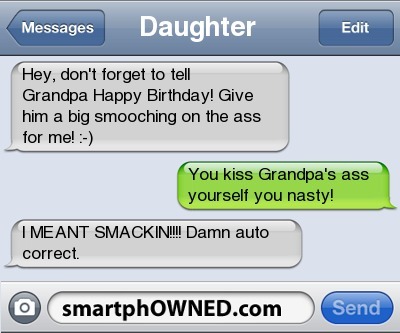 Messages
Daughter
Edit
Hey, don't forget to tell
Grandpa Happy Birthday! Give
him a big smooching on the ass
for me! :-)
You kiss Grandpa's ass
yourself you nasty!
I MEANT SMACKIN!!!! Damn auto
correct.
smartphOWNED.com
Send